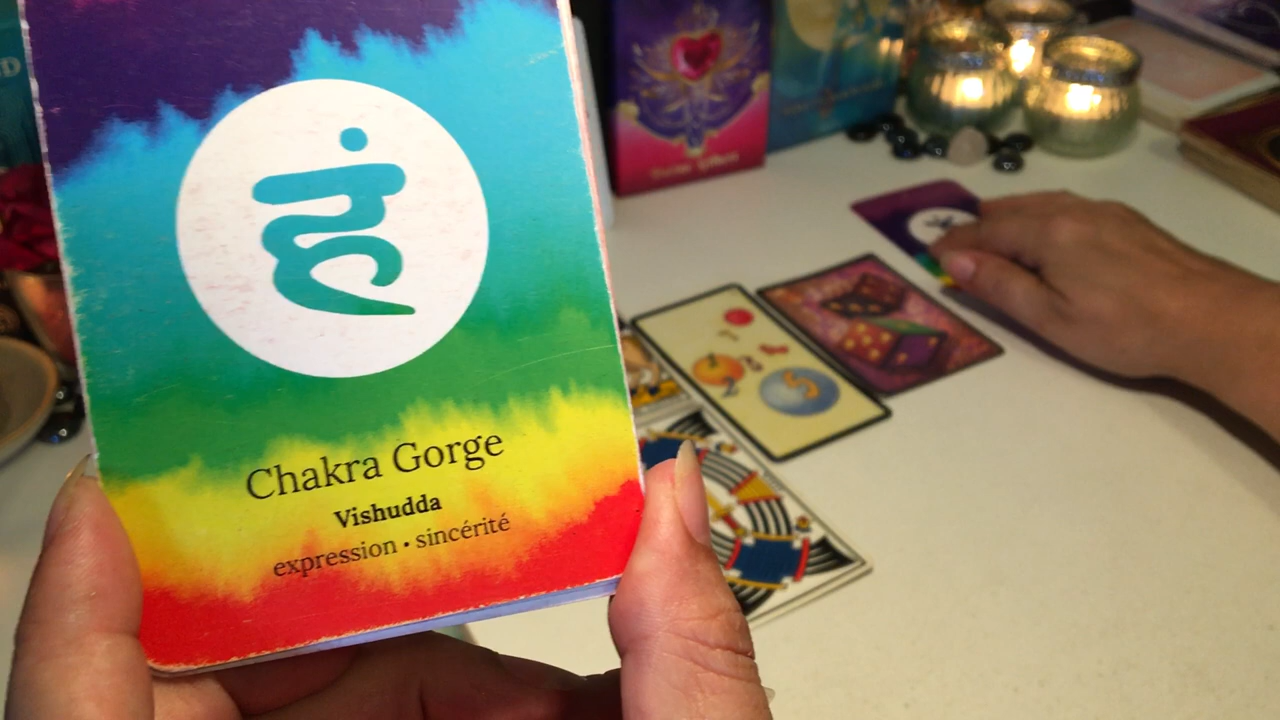 हं
Chakra Gorge
Vishudda
expression • sincérité